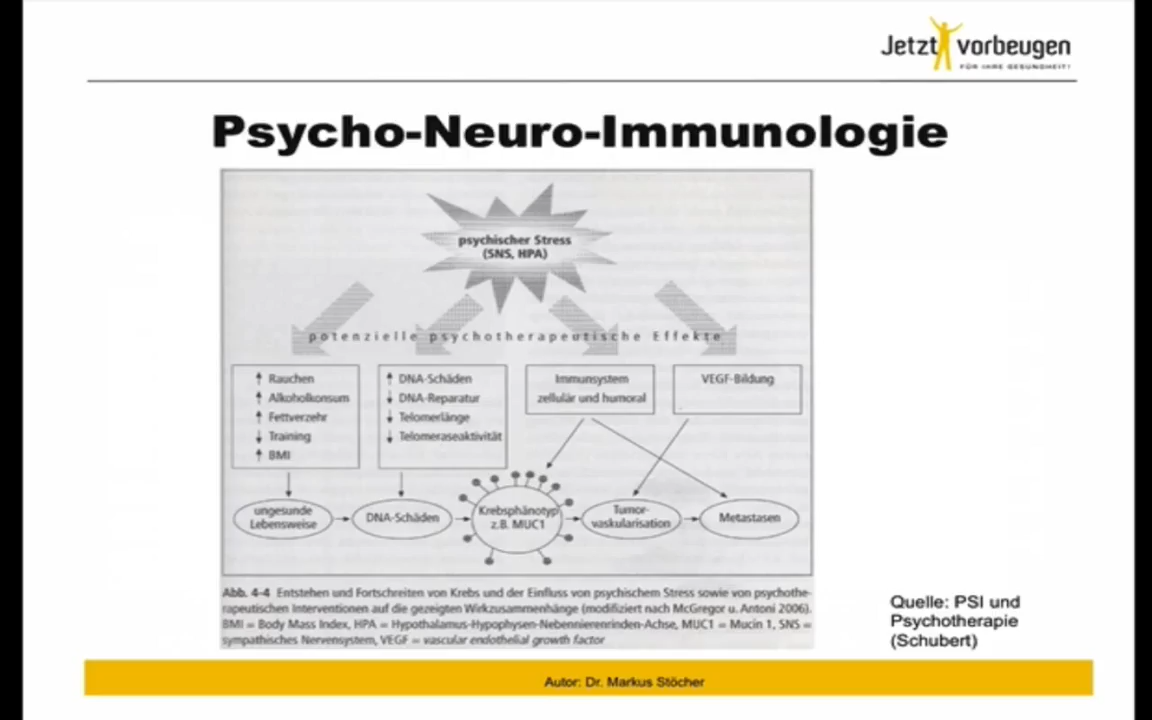 Jetzt vorbeugen
FÜR IHRE GESUNDHEIT!
Psycho-Neuro-Immunologie
psychischer Stress
(SNS, HPA)
potenzielle psychotherapeutische Effekte
↑ Rauchen
↑ Alkoholkonsum
↑ Fettverzehr
↓ Training
↑ BMI
↑ DNA-Schäden
↓ DNA-Reparatur
↓ Telomerlänge
↓ Telomeraseaktivität
Immunsystem
zellulär und humoral
VEGF-Bildung
ungesunde
Lebensweise
DNA-Schäden
Krebsphänotyp
z.B. MUC1
Tumor-
vaskularisation
Metastasen
Abb. 4-4 Entstehen und Fortschreiten von Krebs und der Einfluss von psychischem Stress sowie von psychothe-
rapeutischen Interventionen auf die gezeigten Wirkzusammenhänge (modifiziert nach McGregor u. Antoni 2006).
BMI = Body Mass Index, HPA = Hypothalamus-Hypophysen-Nebennierenrinden-Achse, MUC1 = Mucin 1, SNS =
sympathisches Nervensystem, VEGF = vascular endothelial growth factor
Quelle: PSI und
Psychotherapie
(Schubert)
Autor: Dr. Markus Stöcher